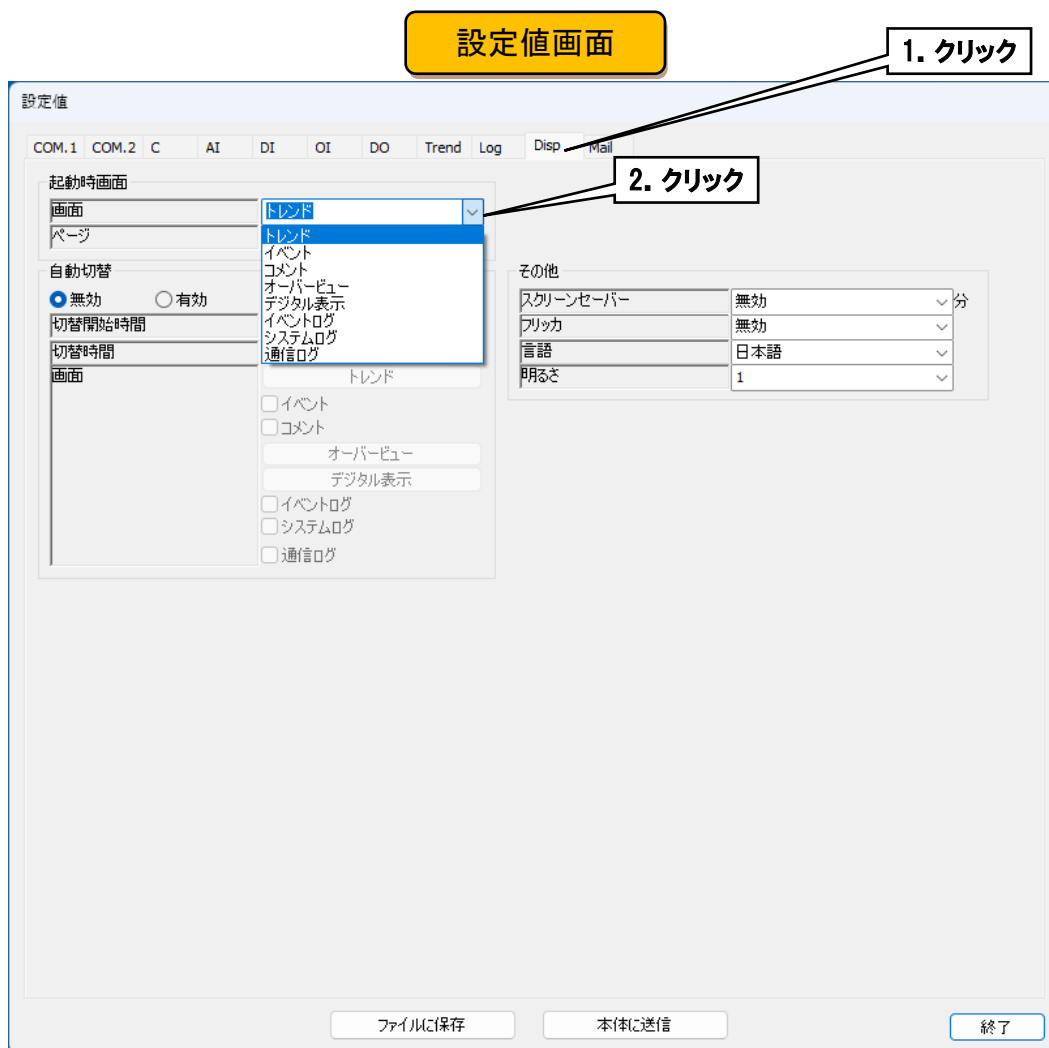 設定値画面
1. クリック
設定値
COM.1 COM.2 C AI DI OI DO Trend Log Disp Mail
2. クリック
起動時画面
画面 トレンド
ページ
トレンド
イベント
コメント
オーバービュー
デジタル表示
イベントログ
システムログ
通信ログ
自動切替
無効 有効
切替開始時間
切替時間
画面
トレンド
イベント
コメント
オーバービュー
デジタル表示
イベントログ
システムログ
通信ログ
その他
スクリーンセーバー 無効 分
フリッカ 無効
言語 日本語
明るさ 1
ファイルに保存 本体に送信 終了